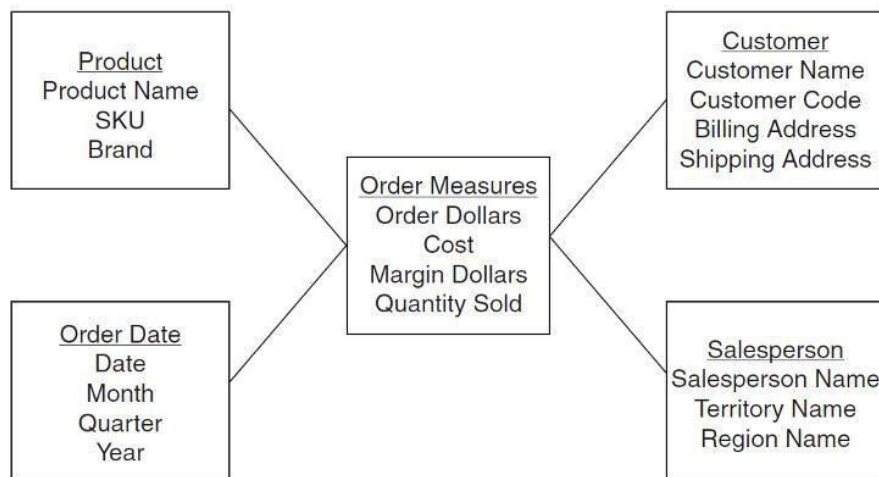 Product
Product Name
SKU
Brand
Customer
Customer Name
Customer Code
Billing Address
Shipping Address
Order Measures
Order Dollars
Cost
Margin Dollars
Quantity Sold
Order Date
Date
Month
Quarter
Year
Salesperson
Salesperson Name
Territory Name
Region Name